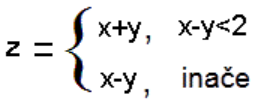 z = { x+y, x-y<2
x-y, inače